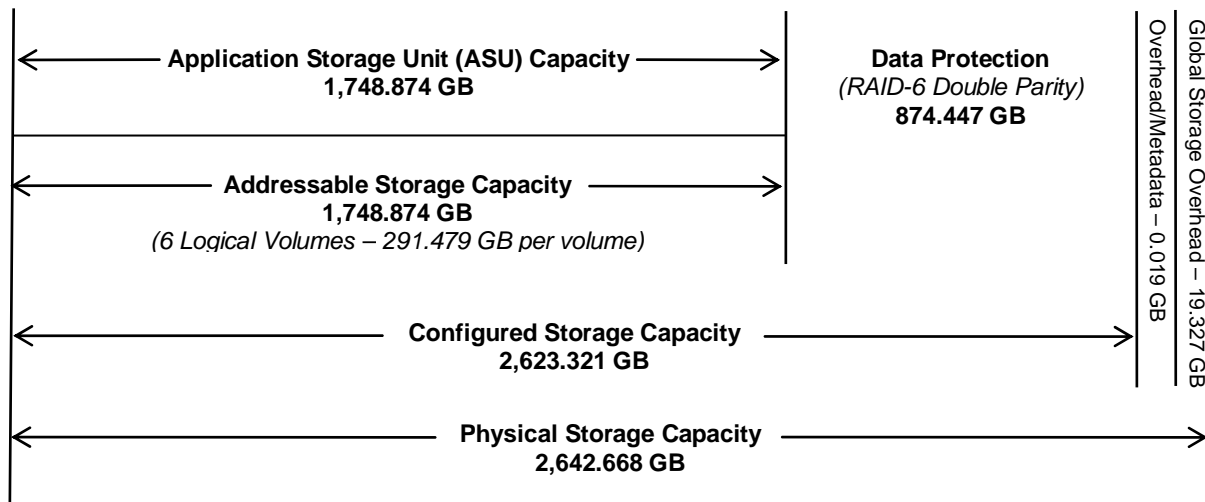 Application Storage Unit (ASU) Capacity
1,748.874 GB
Data Protection
(RAID-6 Double Parity)
874.447 GB
Addressable Storage Capacity
1,748.874 GB
(6 Logical Volumes – 291.479 GB per volume)
Configured Storage Capacity
2,623.321 GB
Physical Storage Capacity
2,642.668 GB
Overhead/Metadata – 0.019 GB
Global Storage Overhead – 19.327 GB